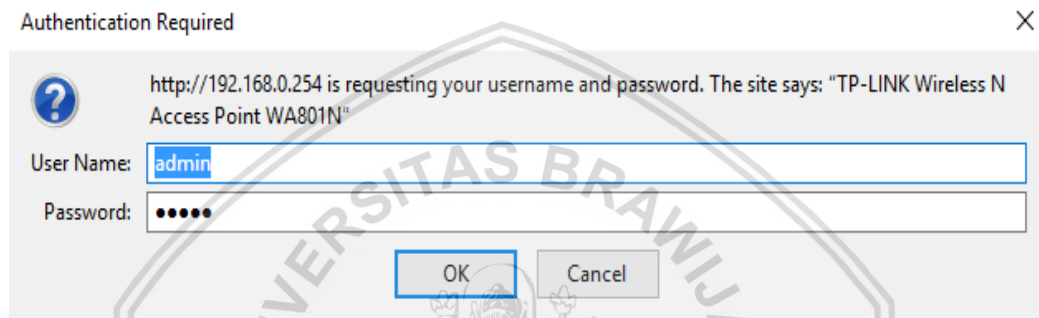 Authentication Required
http://192.168.0.254 is requesting your username and password. The site says: “TP-LINK Wireless N
Access Point WA801N“
User Name: admin
Password: •••••
OK Cancel
ERSITAS BRAWIJ